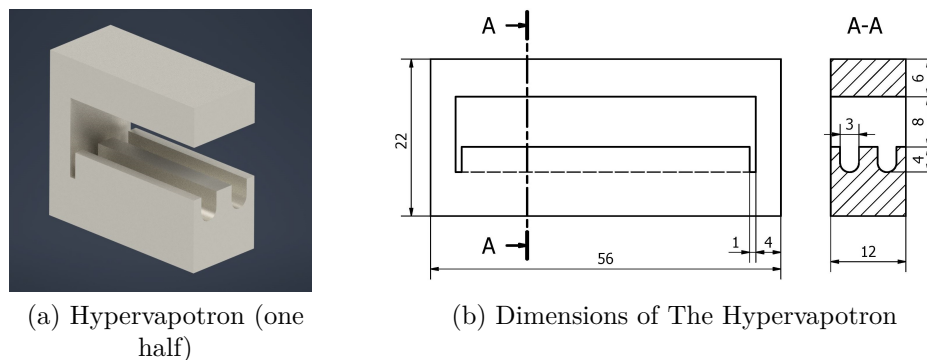 A
A-A
6
8
3
4
22
A
1
4
56
12
(a) Hypervapotron (one
half)
(b) Dimensions of The Hypervapotron